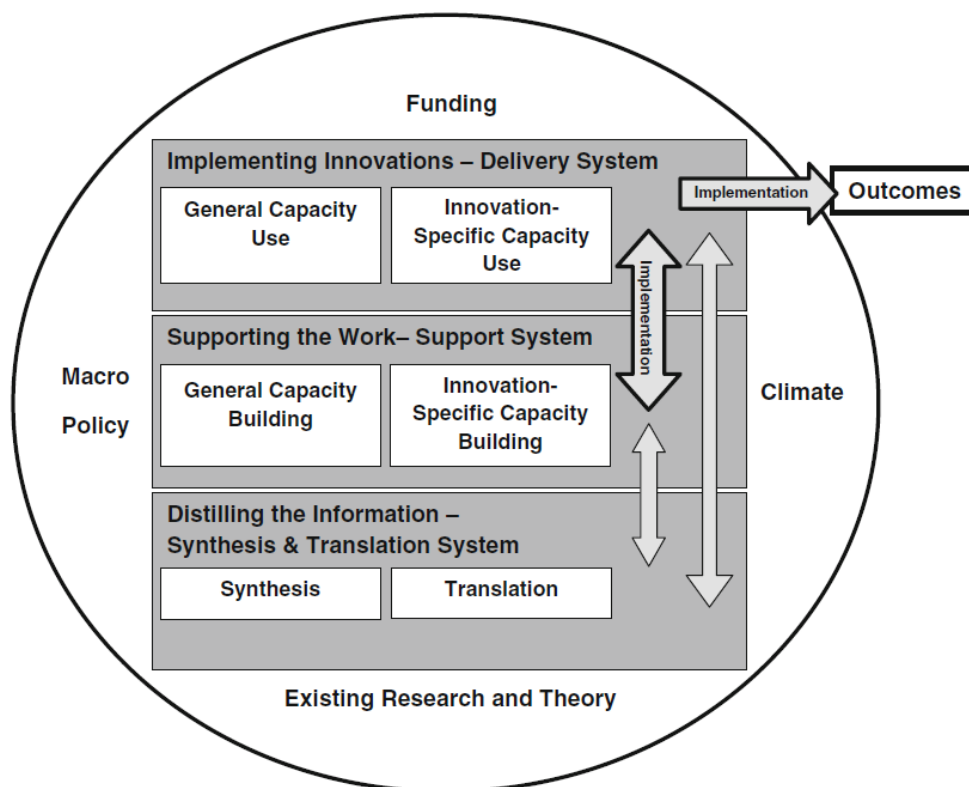 Funding
Implementing Innovations – Delivery System
General Capacity
Use
Innovation-
Specific Capacity
Use
Implementation
Outcomes
Implementation
Supporting the Work– Support System
General Capacity
Building
Innovation-
Specific Capacity
Building
Macro
Policy
Climate
Distilling the Information –
Synthesis & Translation System
Synthesis
Translation
Existing Research and Theory